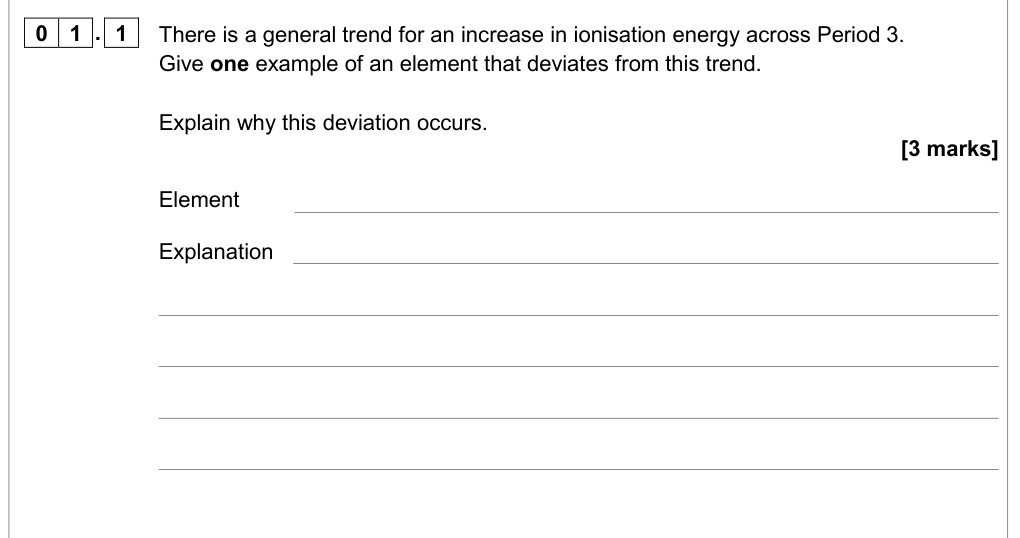 0 1 . 1 There is a general trend for an increase in ionisation energy across Period 3.
Give one example of an element that deviates from this trend.
Explain why this deviation occurs.
[3 marks]
Element
Explanation